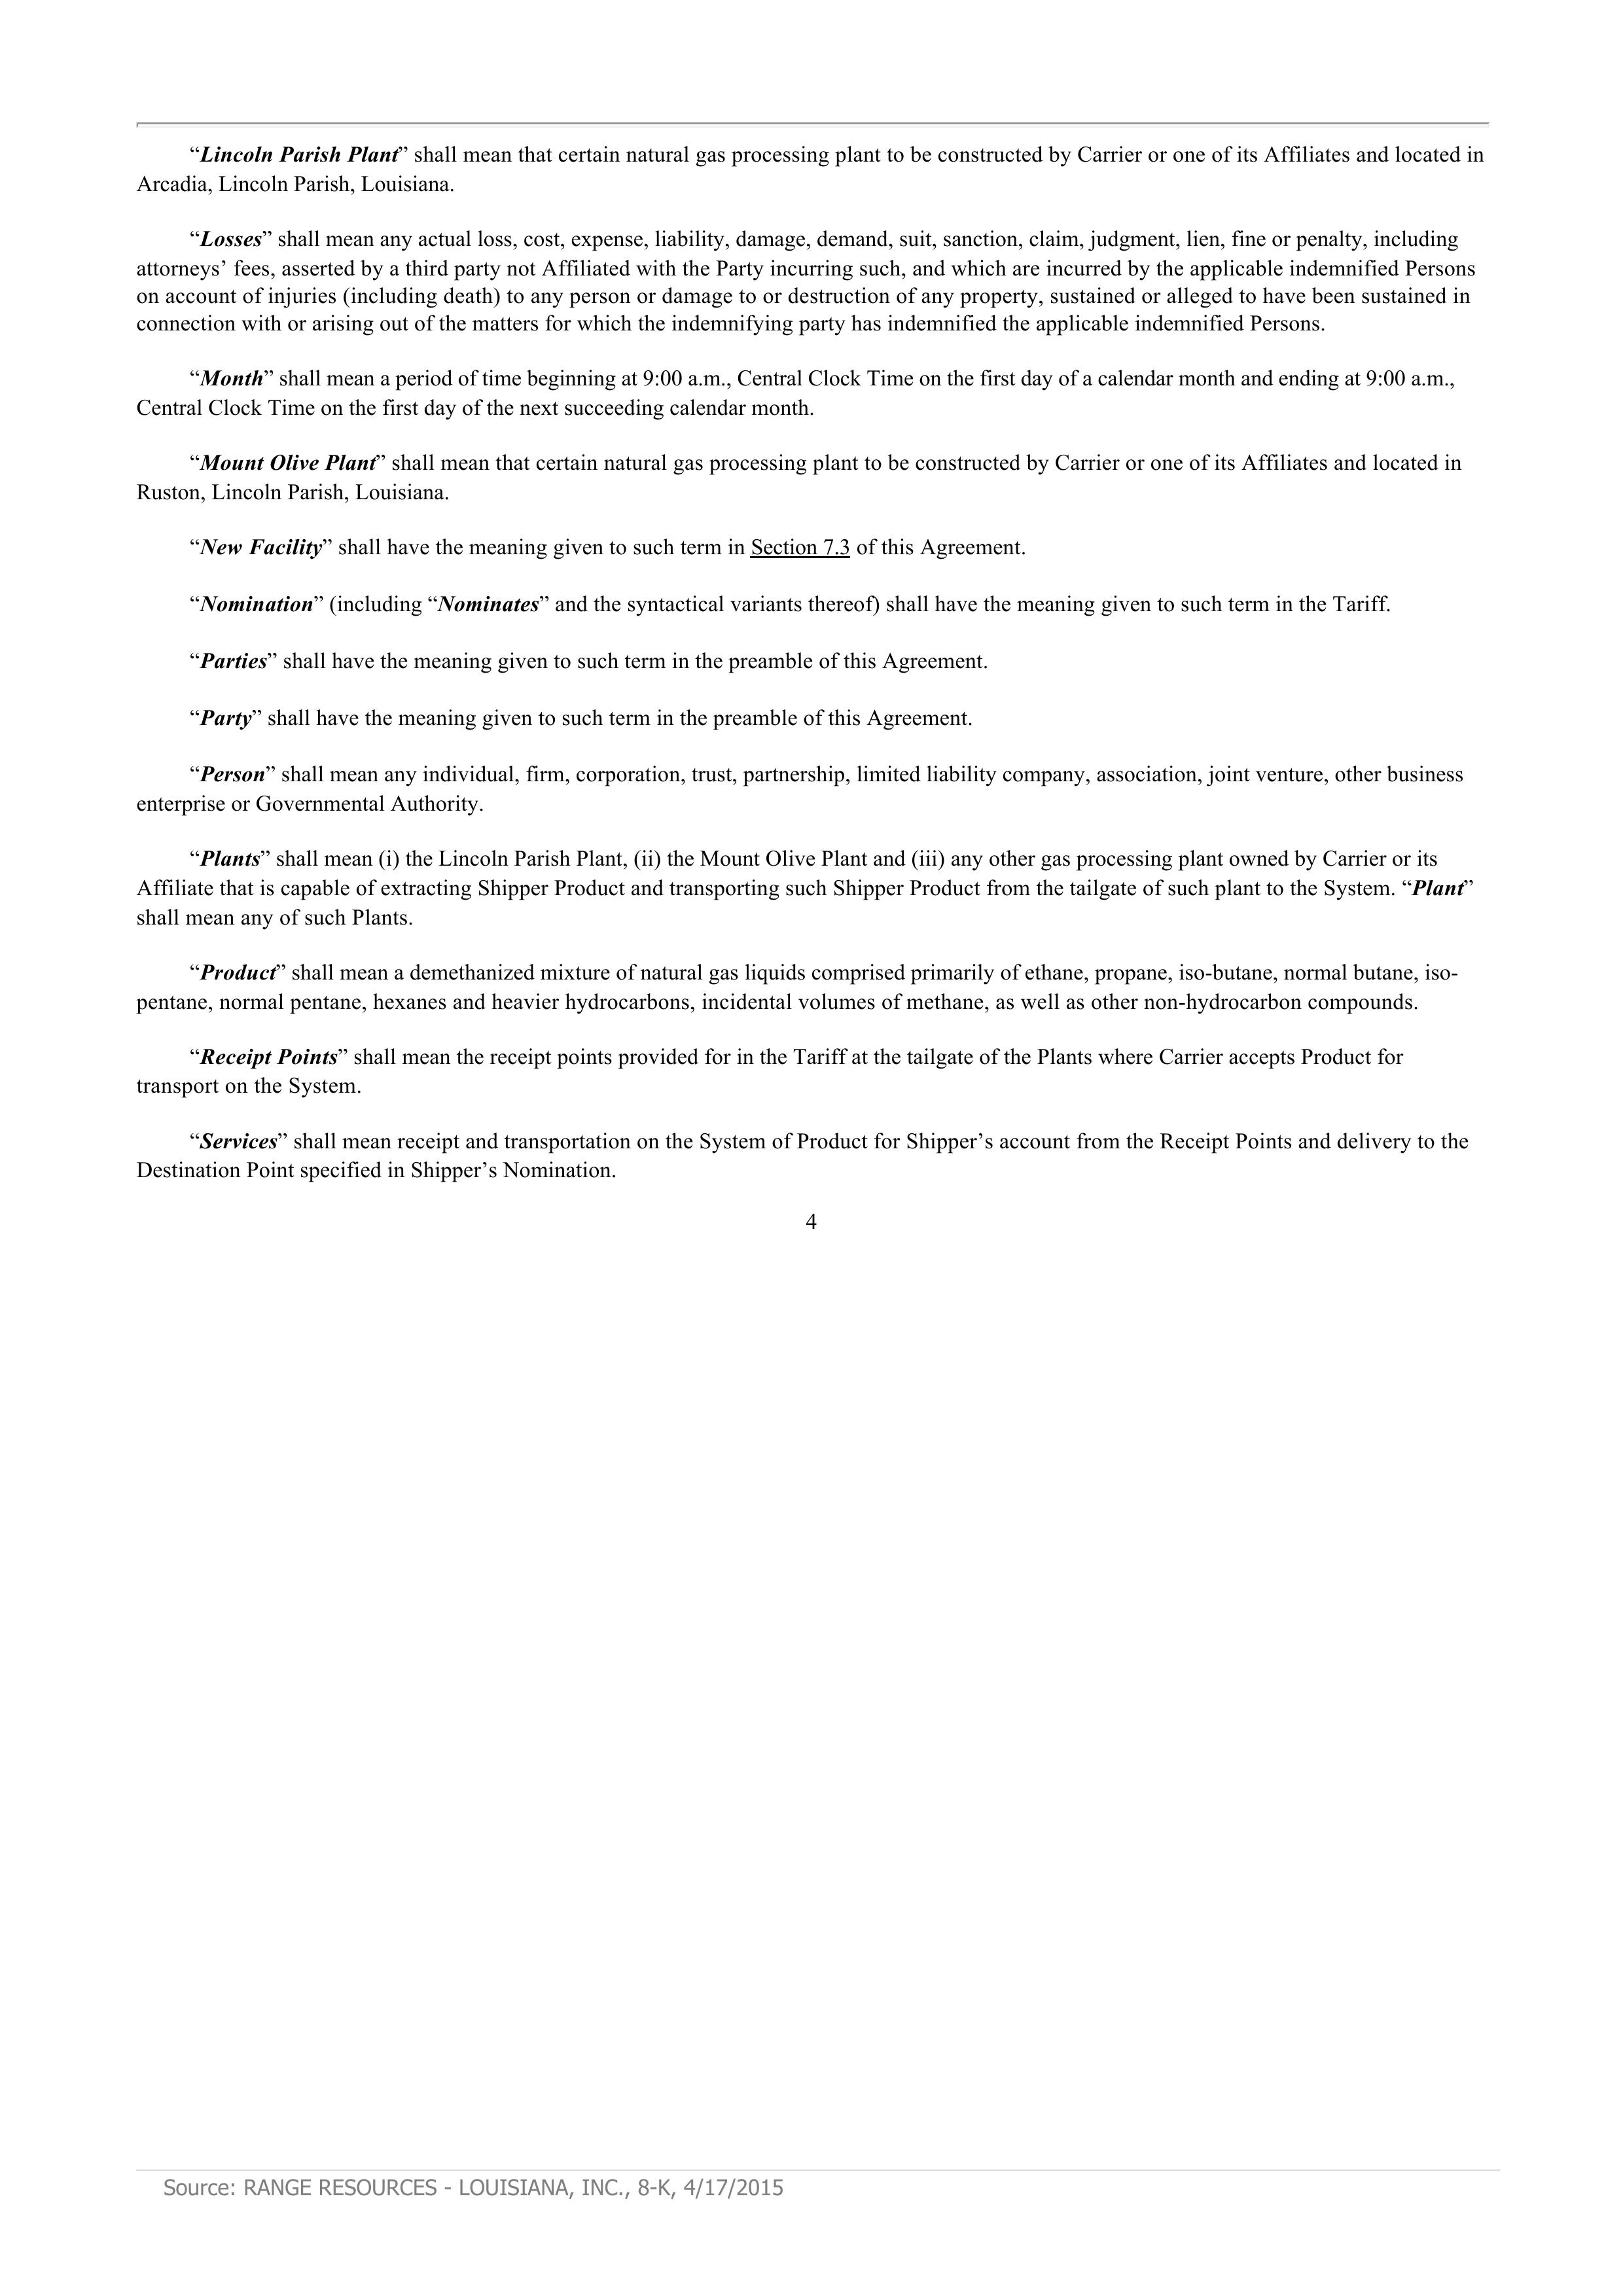 “Lincoln Parish Plant” shall mean that certain natural gas processing plant to be constructed by Carrier or one of its Affiliates and located in
Arcadia, Lincoln Parish, Louisiana.
“Losses” shall mean any actual loss, cost, expense, liability, damage, demand, suit, sanction, claim, judgment, lien, fine or penalty, including
attorneys’ fees, asserted by a third party not Affiliated with the Party incurring such, and which are incurred by the applicable indemnified Persons
on account of injuries (including death) to any person or damage to or destruction of any property, sustained or alleged to have been sustained in
connection with or arising out of the matters for which the indemnifying party has indemnified the applicable indemnified Persons.
“Month” shall mean a period of time beginning at 9:00 a.m., Central Clock Time on the first day of a calendar month and ending at 9:00 a.m.,
Central Clock Time on the first day of the next succeeding calendar month.
“Mount Olive Plant” shall mean that certain natural gas processing plant to be constructed by Carrier or one of its Affiliates and located in
Ruston, Lincoln Parish, Louisiana.
“New Facility” shall have the meaning given to such term in Section 7.3 of this Agreement.
“Nomination” (including “Nominates” and the syntactical variants thereof) shall have the meaning given to such term in the Tariff.
“Parties” shall have the meaning given to such term in the preamble of this Agreement.
“Party” shall have the meaning given to such term in the preamble of this Agreement.
“Person” shall mean any individual, firm, corporation, trust, partnership, limited liability company, association, joint venture, other business
enterprise or Governmental Authority.
“Plants” shall mean (i) the Lincoln Parish Plant, (ii) the Mount Olive Plant and (iii) any other gas processing plant owned by Carrier or its
Affiliate that is capable of extracting Shipper Product and transporting such Shipper Product from the tailgate of such plant to the System. “Plant”
shall mean any of such Plants.
“Product” shall mean a demethanized mixture of natural gas liquids comprised primarily of ethane, propane, iso-butane, normal butane, iso-
pentane, normal pentane, hexanes and heavier hydrocarbons, incidental volumes of methane, as well as other non-hydrocarbon compounds.
“Receipt Points” shall mean the receipt points provided for in the Tariff at the tailgate of the Plants where Carrier accepts Product for
transport on the System.
“Services” shall mean receipt and transportation on the System of Product for Shipper’s account from the Receipt Points and delivery to the
Destination Point specified in Shipper’s Nomination.
4
Source: RANGE RESOURCES - LOUISIANA, INC., 8-K, 4/17/2015